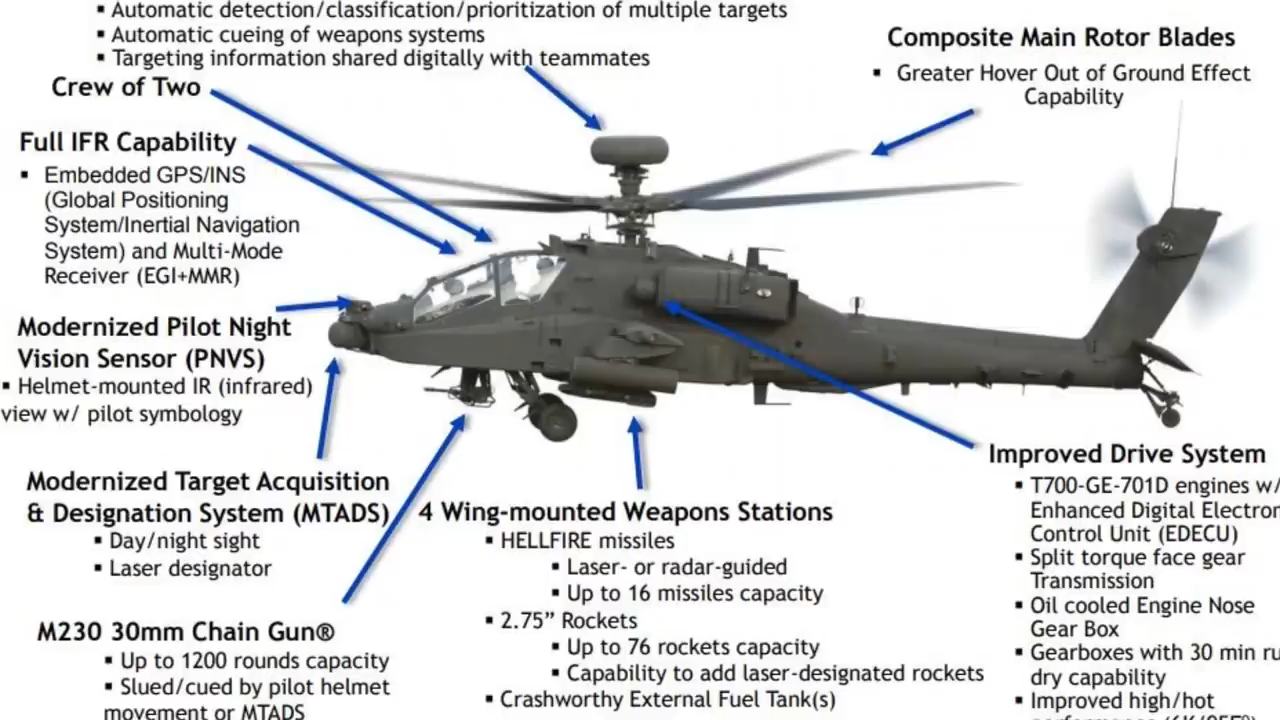 ▪ Automatic detection/classification/prioritization of multiple targets
▪ Automatic cueing of weapons systems
▪ Targeting information shared digitally with teammates
Crew of Two
Full IFR Capability
▪ Embedded GPS/INS
(Global Positioning
System/Inertial Navigation
System) and Multi-Mode
Receiver (EGI+MMR)
Modernized Pilot Night
Vision Sensor (PNVS)
▪ Helmet-mounted IR (infrared)
view w/ pilot symbology
Modernized Target Acquisition
& Designation System (MTADS)
▪ Day/night sight
▪ Laser designator
M230 30mm Chain Gun®
▪ Up to 1200 rounds capacity
▪ Slued/cued by pilot helmet
movement or MTADS
4 Wing-mounted Weapons Stations
▪ HELLFIRE missiles
▪ Laser- or radar-guided
▪ Up to 16 missiles capacity
▪ 2.75” Rockets
▪ Up to 76 rockets capacity
▪ Capability to add laser-designated rockets
▪ Crashworthy External Fuel Tank(s)
Composite Main Rotor Blades
▪ Greater Hover Out of Ground Effect
Capability
Improved Drive System
▪ T700-GE-701D engines w/
Enhanced Digital Electron
Control Unit (EDECU)
▪ Split torque face gear
Transmission
▪ Oil cooled Engine Nose
Gear Box
▪ Gearboxes with 30 min ru
dry capability
▪ Improved high/hot